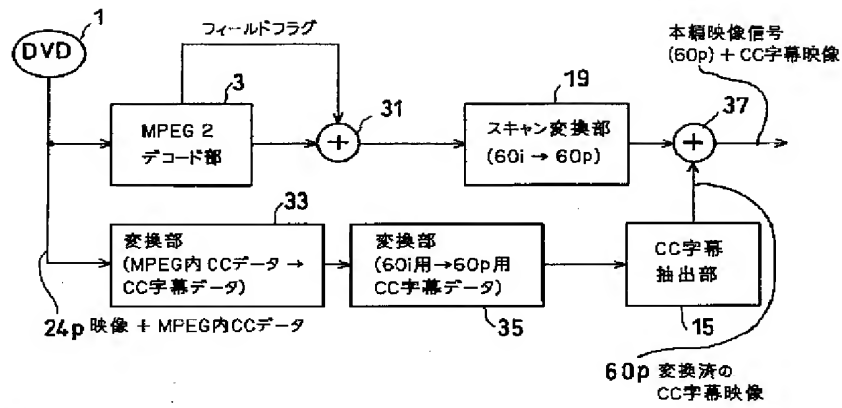 1
DVD
フィールドフラグ
本編映像信号
(60p) + CC字幕映像
3
MPEG 2
デコード部
+
31
19
スキャン変換部
(60i → 60p)
37
+
33
変換部
(MPEG内 CCデータ →
CC字幕データ)
変換部
(60i用→60p用
CC字幕データ)
35
CC字幕
抽出部
15
24p 映像 + MPEG内CCデータ
60p 変換済の
CC字幕映像